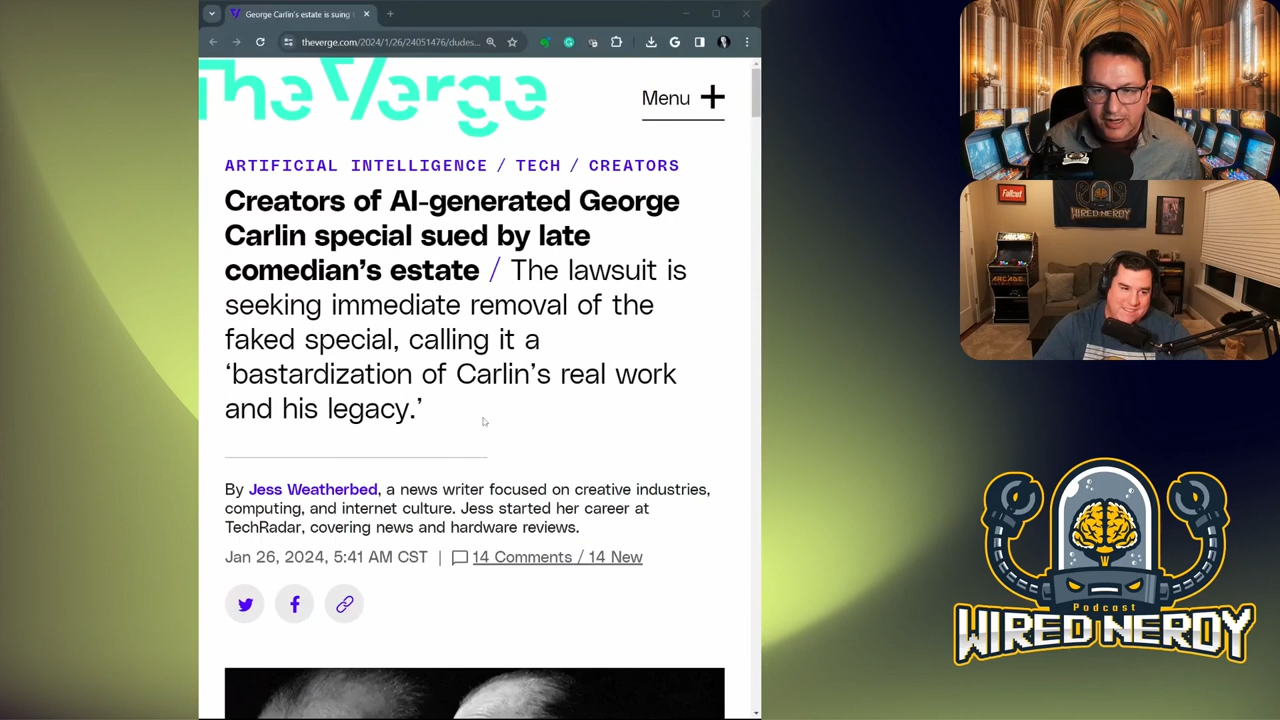 George Carlin's estate is suing
theverge.com/2024/1/26/24051476/dudes...
The Verge
Menu
ARTIFICIAL INTELLIGENCE / TECH / CREATORS
Creators of AI-generated George
Carlin special sued by late
comedian's estate / The lawsuit is
seeking immediate removal of the
faked special, calling it a
‘bastardization of Carlin's real work
and his legacy.’
By Jess Weatherbed, a news writer focused on creative industries,
computing, and internet culture. Jess started her career at
TechRadar, covering news and hardware reviews.
Jan 26, 2024, 5:41 AM CST | 14 Comments / 14 New
Fallout
WIRED NERDY
ARCADE
Podcast
WIRED NERDY